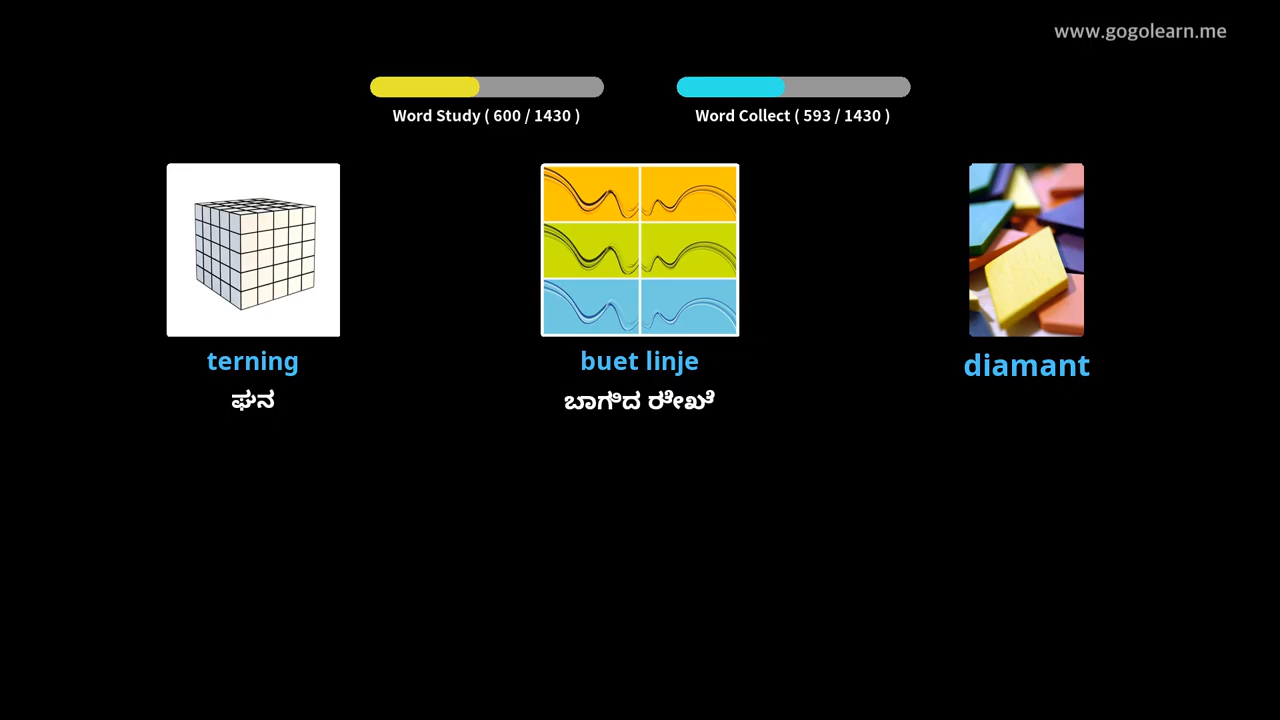 www.gogolearn.me
Word Study ( 600 / 1430 )
Word Collect ( 593 / 1430 )
terning
ಘನ
buet linje
ಬಾಗಿದ ರೇಖೆ
diamant